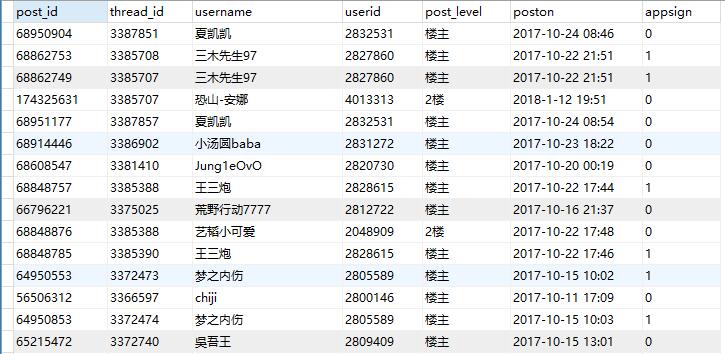 post_id thread_id username userid post_level poston appsign
68950904 3387851 夏凯凯 2832531 楼主 2017-10-24 08:46 0
68862753 3385708 三木先生97 2827860 楼主 2017-10-22 21:51 1
68862749 3385707 三木先生97 2827860 楼主 2017-10-22 21:51 1
174325631 3385707 恐山-安娜 4013313 2楼 2018-1-12 19:51 0
68951177 3387857 夏凯凯 2832531 楼主 2017-10-24 08:54 0
68914446 3386902 小汤圆baba 2831272 楼主 2017-10-23 18:22 0
68608547 3381410 Jung1eOvO 2820730 楼主 2017-10-20 00:19 0
68848757 3385388 王三炮 2828615 楼主 2017-10-22 17:44 1
66796221 3375025 荒野行动7777 2812722 楼主 2017-10-16 21:37 0
68848876 3385388 艺韬小可爱 2048909 2楼 2017-10-22 17:48 0
68848785 3385390 王三炮 2828615 楼主 2017-10-22 17:46 1
64950553 3372473 梦之内伤 2805589 楼主 2017-10-15 10:02 1
56506312 3366597 chiji 2800146 楼主 2017-10-11 17:09 0
64950853 3372474 梦之内伤 2805589 楼主 2017-10-15 10:03 1
65215472 3372740 吳吾王 2809409 楼主 2017-10-15 13:01 0